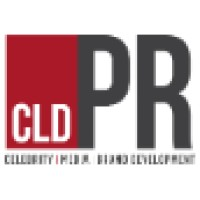 CLD PR
CELEBRITY | MEDIA | BRAND DEVELOPMENT